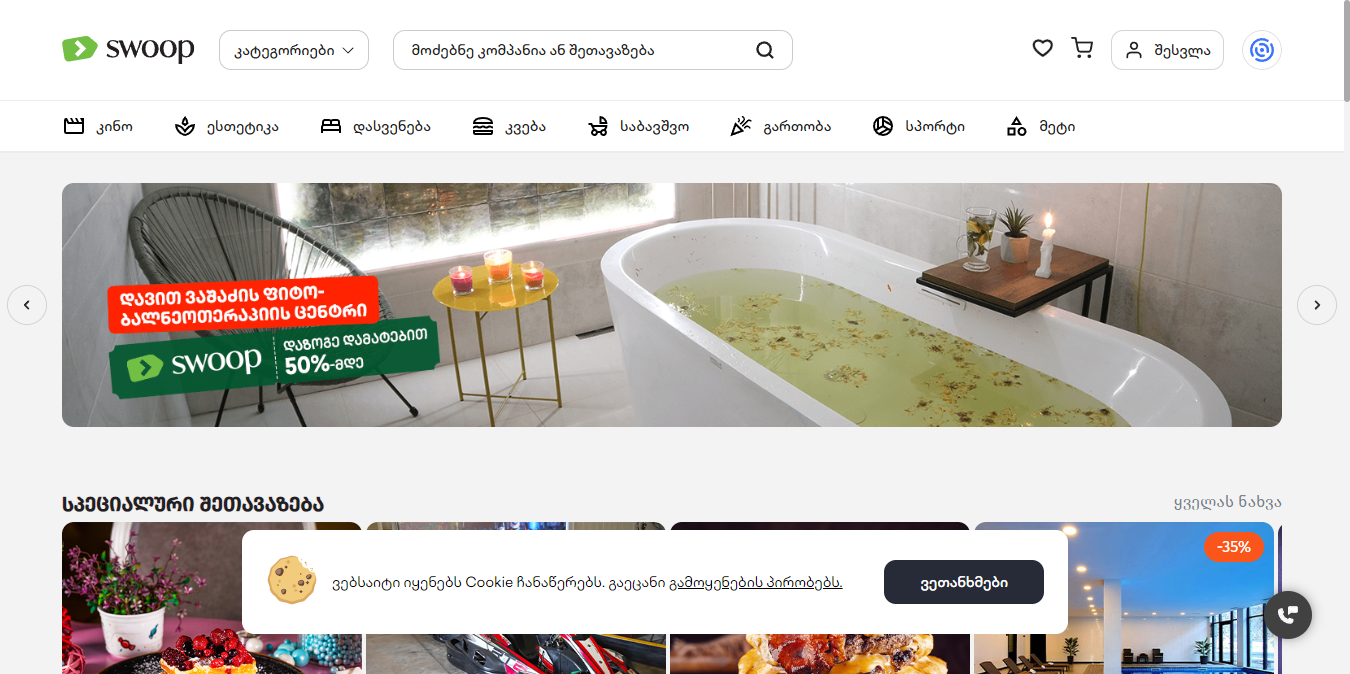 swoop
კატეგორიები
მოძებნე კომპანია ან შეთავაზება
შესვლა
კინო
ესთეტიკა
დასვენება
კვება
საბავშვო
გართობა
სპორტი
მეტი
დავით ვაშაძის ფიტო-
ბალნეოთერაპიის ცენტრი
swoop
დაზოგე დამატებით
50%-მდე
სპეციალური შეთავაზება
ყველას ნახვა
-35%
ვებსაიტი იყენებს Cookie ჩანაწერებს. გაეცანი გამოყენების პირობებს.
ვეთანხმები